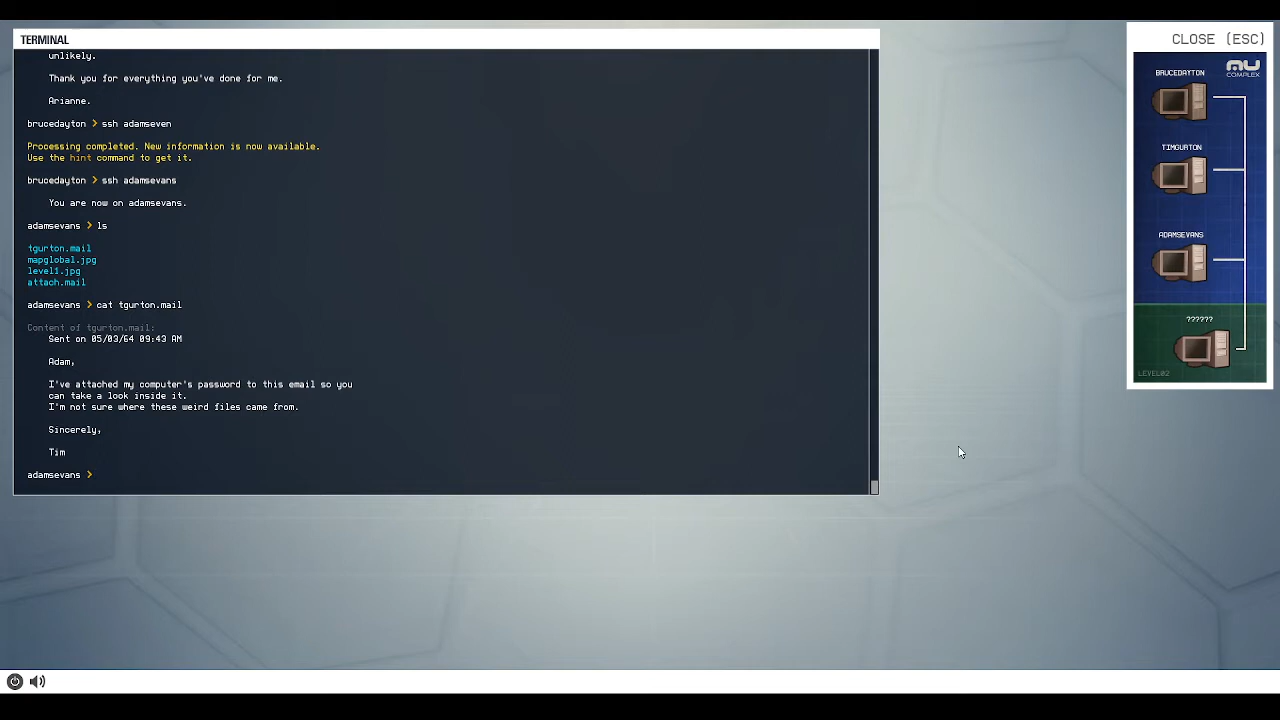 TERMINAL
unlikely.
Thank you for everything you've done for me.
Arianne.
brucedayton > ssh adamseven
Processing completed. New information is now available.
Use the hint command to get it.
brucedayton > ssh adamsevans
You are now on adamsevans.
adamsevans > ls
tgurton.mail
mapglobal.jpg
level1.jpg
attach.mail
adamsevans > cat tgurton.mail
Content of tgurton.mail:
Sent on 05/03/64 09:43 AM
Adam,
I've attached my computer's password to this email so you
can take a look inside it.
I'm not sure where these weird files came from.
Sincerely,
Tim
adamsevans >
CLOSE (ESC)
BRUCEDAYTON
AU
COMPLEX
TIMGURTON
ADAMSEVANS
??????
LEVEL02